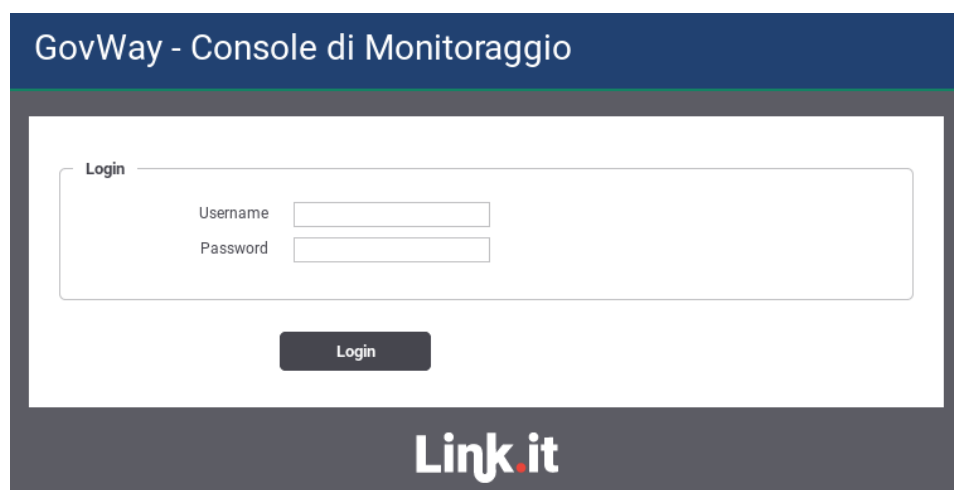 GovWay - Console di Monitoraggio
Login
Username
Password
Login
Link.it